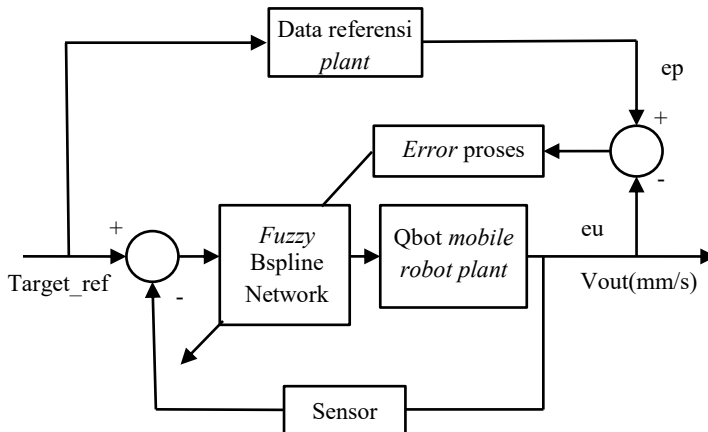 Data referensi
plant
ep
+
Error proses
-
+
Fuzzy
Bspline
Network
Qbot mobile
robot plant
eu
Target_ref
-
Vout(mm/s)
Sensor